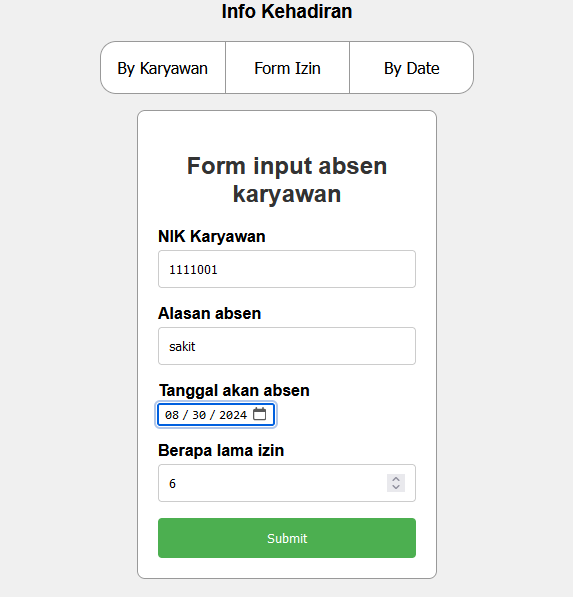 Info Kehadiran
By Karyawan Form Izin By Date
Form input absen
karyawan
NIK Karyawan
1111001
Alasan absen
sakit
Tanggal akan absen
08 / 30 / 2024
Berapa lama izin
6
Submit